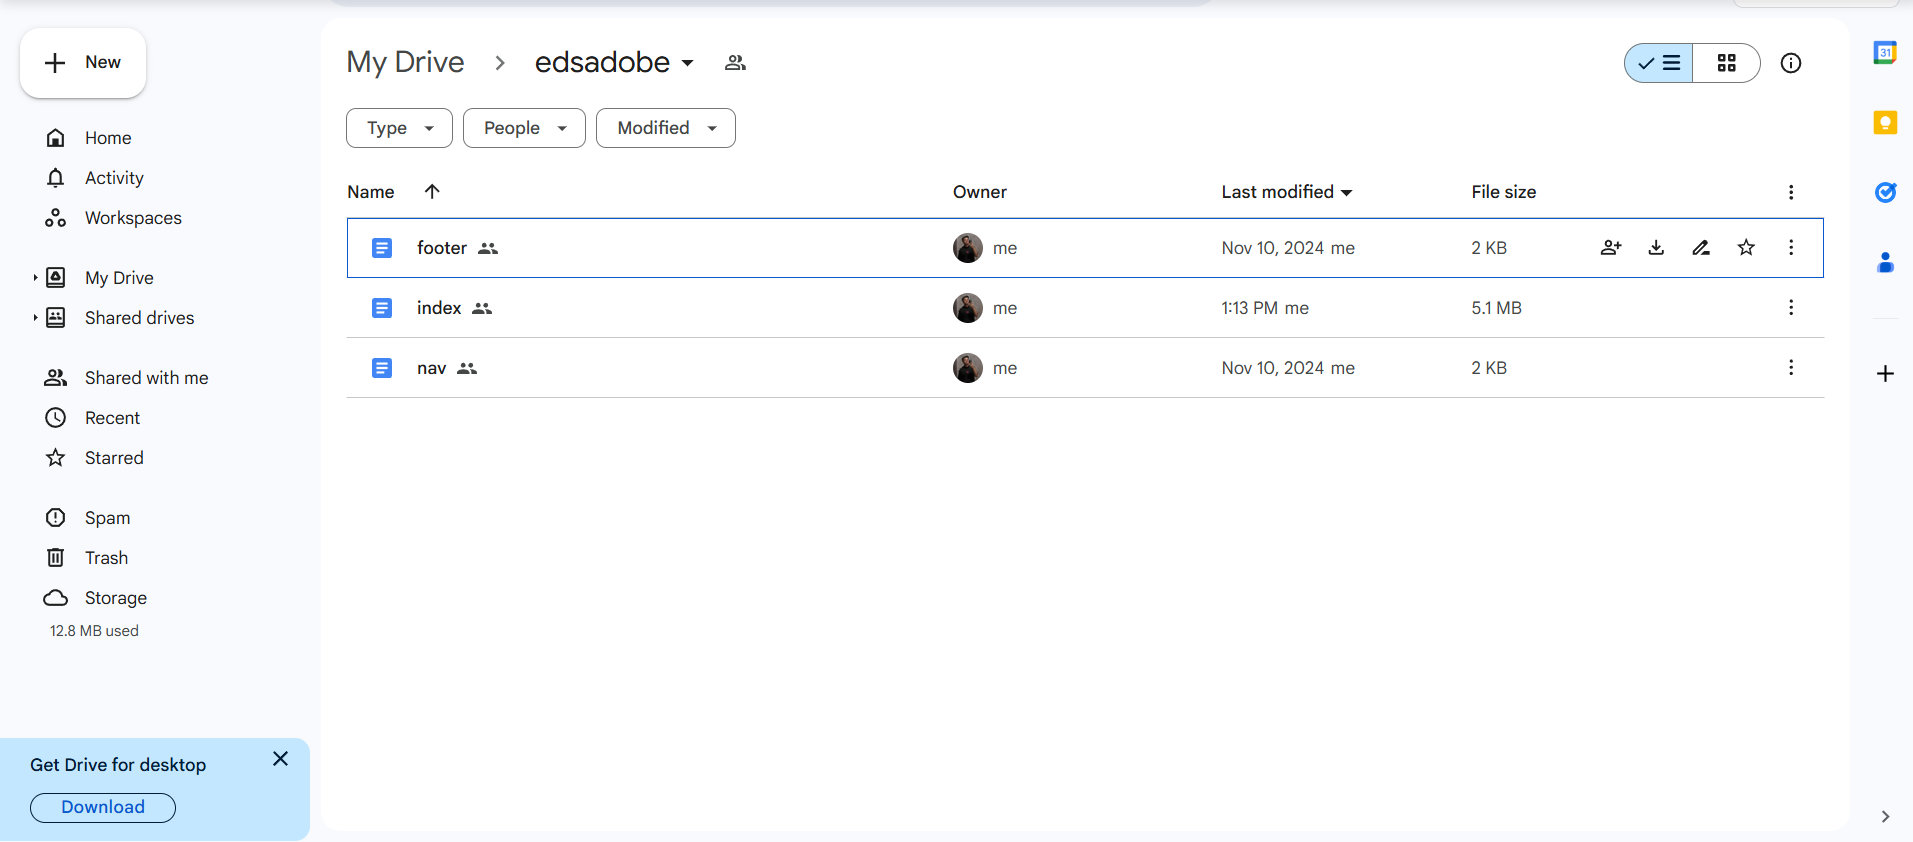 New
Home
Activity
Workspaces
My Drive
Shared drives
Shared with me
Recent
Starred
Spam
Trash
Storage
12.8 MB used
Get Drive for desktop
Download
My Drive edsadobe
Type People Modified
Name Owner Last modified File size
footer me Nov 10, 2024 me 2 KB
index me 1:13 PM me 5.1 MB
nav me Nov 10, 2024 me 2 KB
31